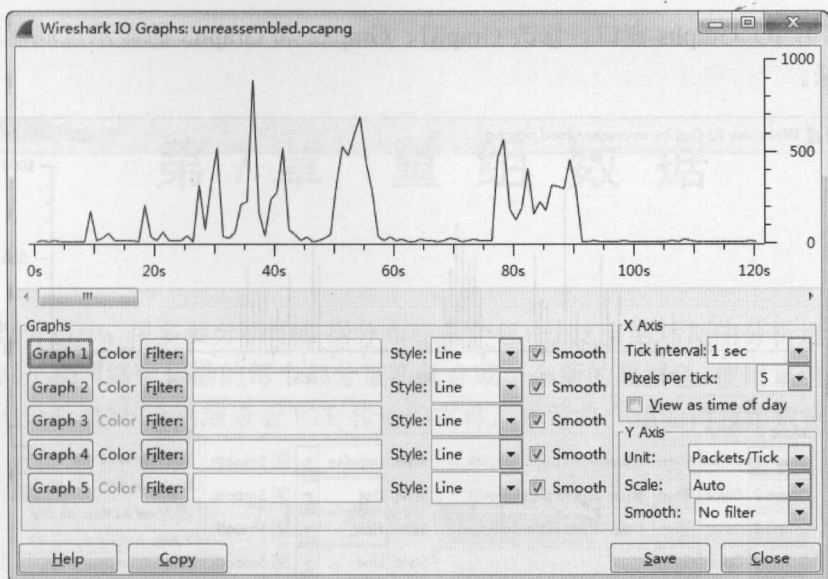 Wireshark IO Graphs: unreassembled.pcapng
1000
500
0
0s 20s 40s 60s 80s 100s 120s
Graphs
Graph 1 Color Filter: Style: Line Smooth
Graph 2 Color Filter: Style: Line Smooth
Graph 3 Color Filter: Style: Line Smooth
Graph 4 Color Filter: Style: Line Smooth
Graph 5 Color Filter: Style: Line Smooth
X Axis
Tick interval: 1 sec
Pixels per tick: 5
View as time of day
Y Axis
Unit: Packets/Tick
Scale: Auto
Smooth: No filter
Help Copy Save Close